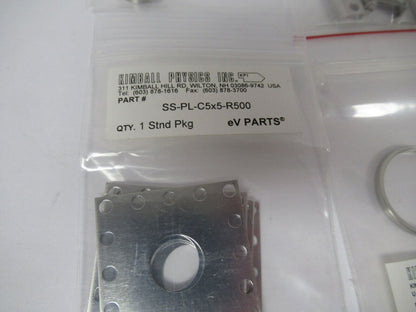 KIMBALL PHYSICS INC. KPI
311 KIMBALL HILL RD, WILTON, NH 03086-9742 USA
Tel: (603) 878-1616 Fax: (603) 878-3700
PART #
SS-PL-C5x5-R500
QTY. 1 Stnd Pkg eV PARTS®